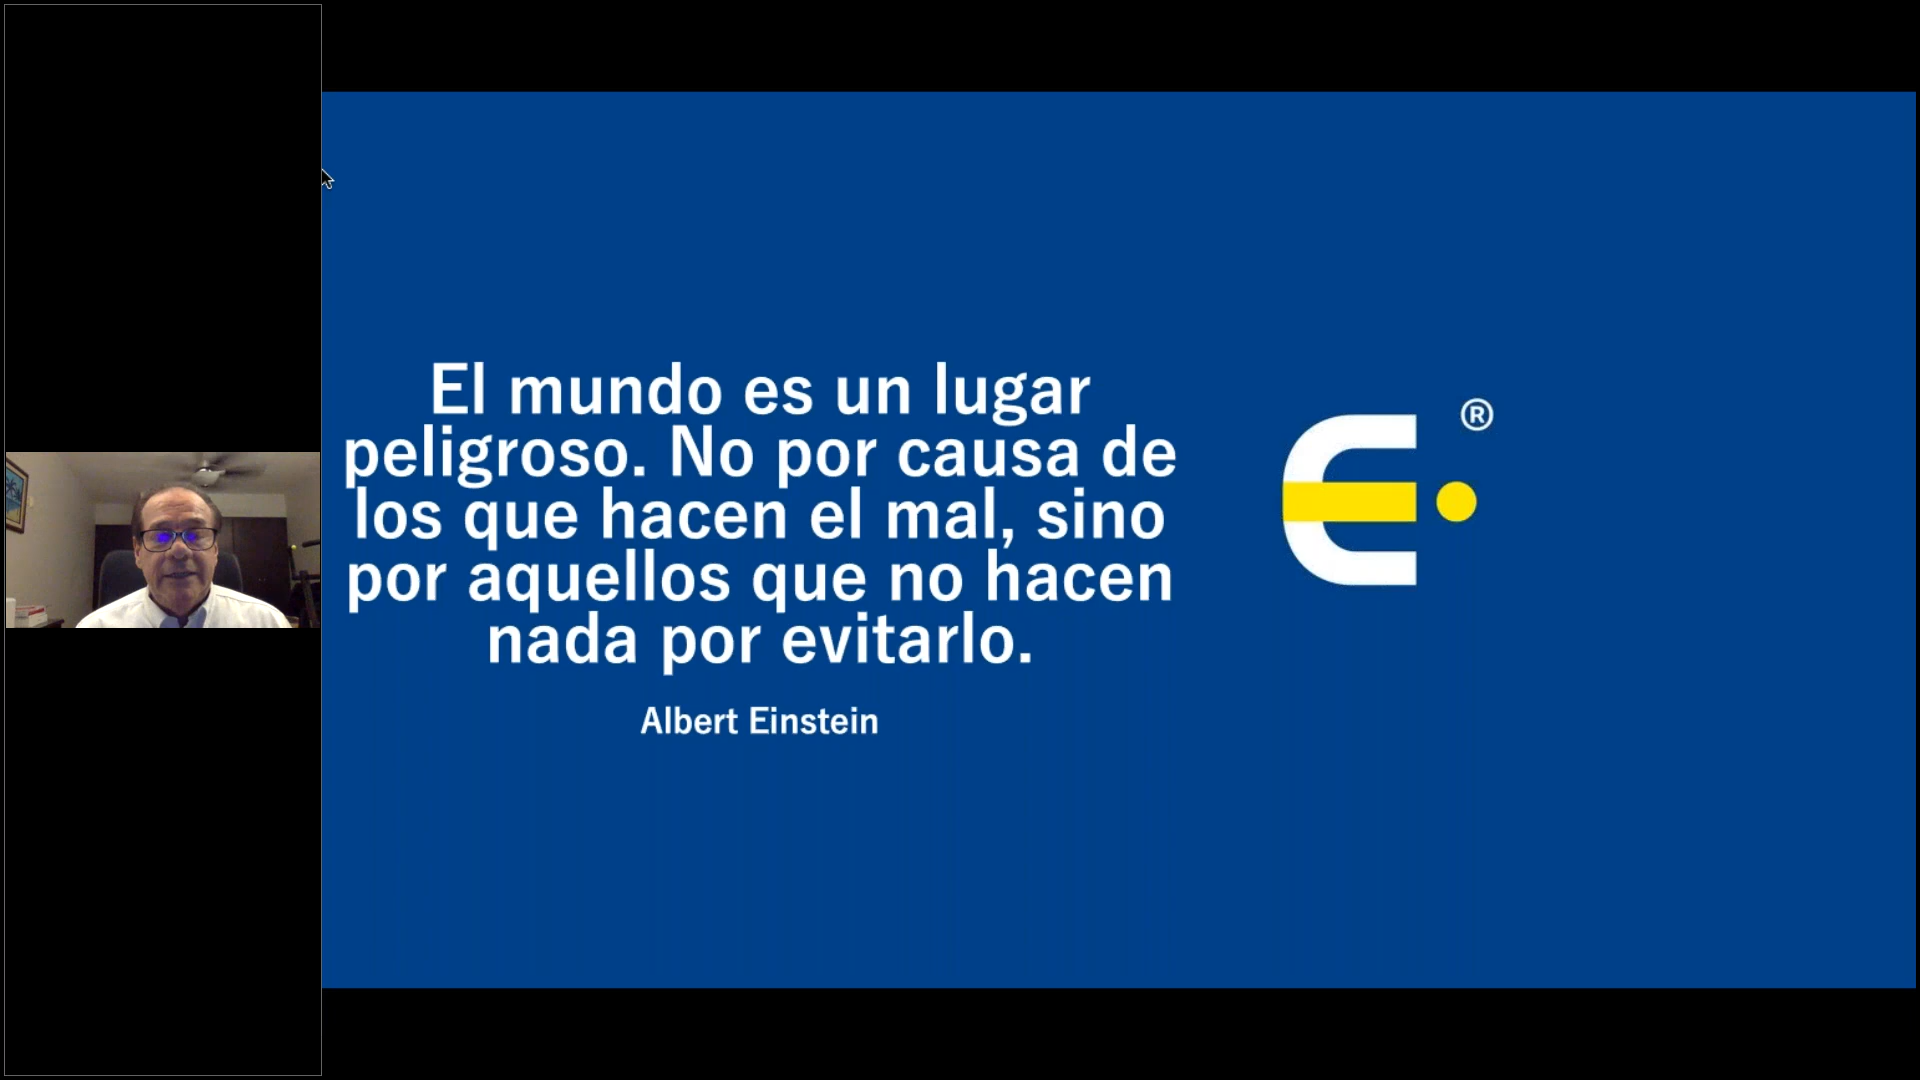 El mundo es un lugar
peligroso. No por causa de
los que hacen el mal, sino
por aquellos que no hacen
nada por evitarlo.
Albert Einstein
E ®